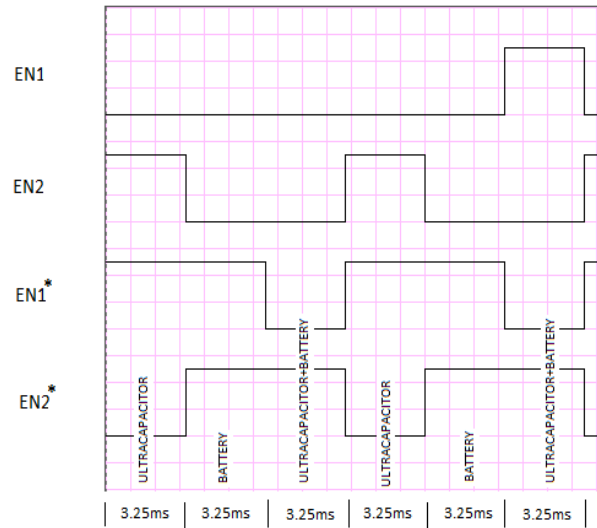 EN1
EN2
EN1*
EN2*
ULTRACAPACITOR
BATTERY
ULTRACAPACITOR+BATTERY
ULTRACAPACITOR
BATTERY
ULTRACAPACITOR+BATTERY
3.25ms
3.25ms
3.25ms
3.25ms
3.25ms
3.25ms